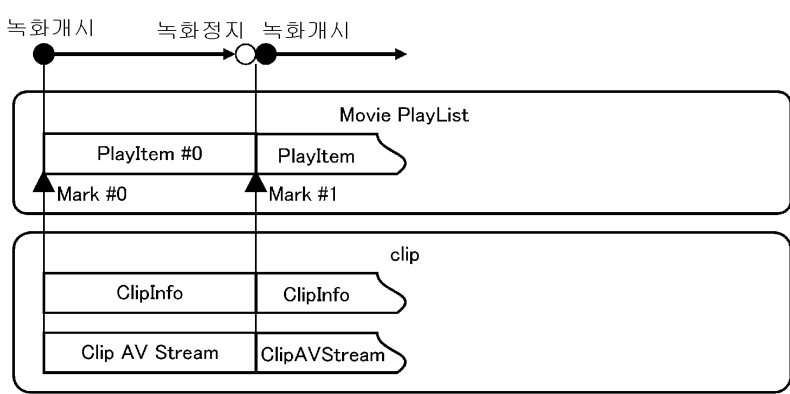 녹화개시 녹화정지 녹화개시
Movie PlayList
PlayItem #0 PlayItem
Mark #0 Mark #1
clip
ClipInfo ClipInfo
Clip AV Stream ClipAVStream